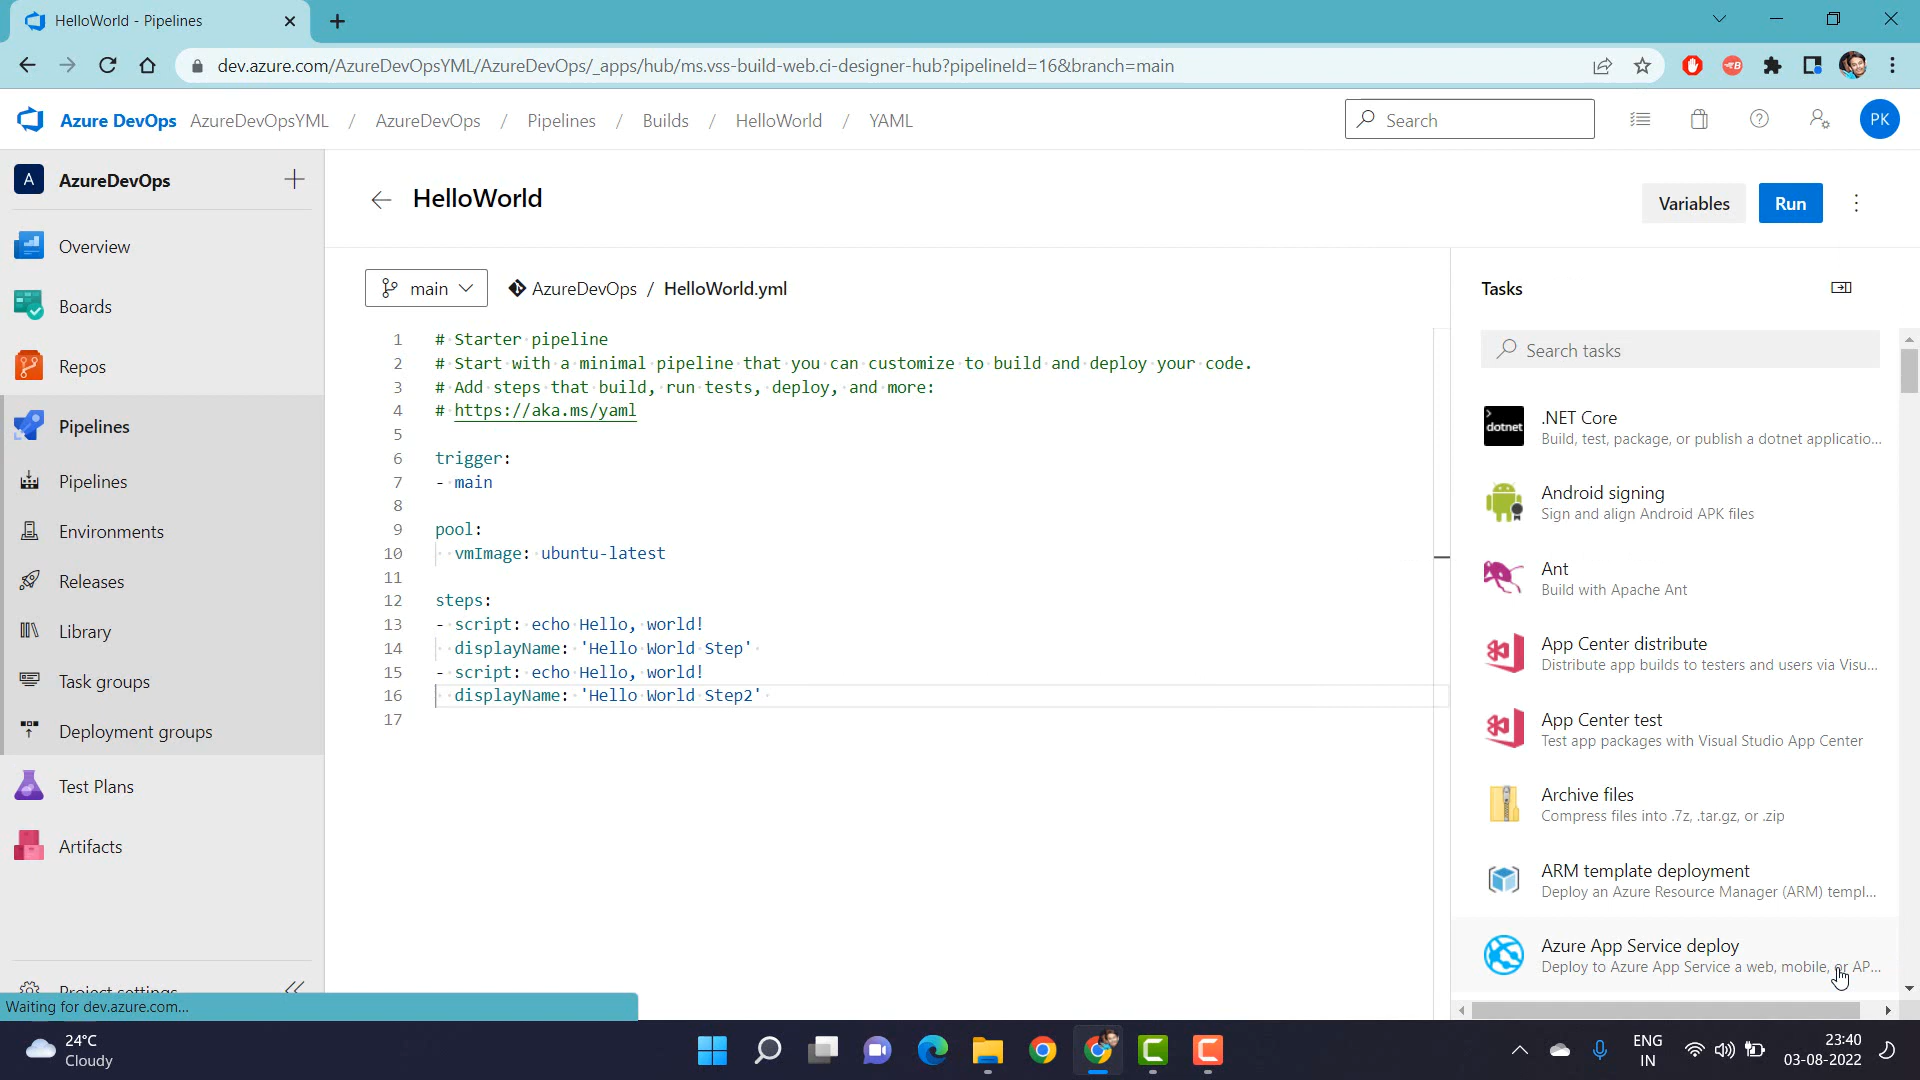 HelloWorld - Pipelines
dev.azure.com/AzureDevOpsYML/AzureDevOps/_apps/hub/ms.vss-build-web.ci-designer-hub?pipelineId=16&branch=main
Azure DevOps AzureDevOpsYML / AzureDevOps / Pipelines / Builds / HelloWorld / YAML
Search
PK
A AzureDevOps
Overview
Boards
Repos
Pipelines
Pipelines
Environments
Releases
Library
Task groups
Deployment groups
Test Plans
Artifacts
Project settings
Waiting for dev.azure.com...
HelloWorld
Variables
Run
main
AzureDevOps / HelloWorld.yml
1 # Starter pipeline
2 # Start with a minimal pipeline that you can customize to build and deploy your code.
3 # Add steps that build, run tests, deploy, and more:
4 # https://aka.ms/yaml
5
6 trigger:
7 - main
8
9 pool:
10 vmImage: ubuntu-latest
11
12 steps:
13 - script: echo Hello, world!
14 displayName: 'Hello World Step'
15 - script: echo Hello, world!
16 displayName: 'Hello World Step2'
17
Tasks
Search tasks
dotnet
.NET Core
Build, test, package, or publish a dotnet applicatio...
Android signing
Sign and align Android APK files
Ant
Build with Apache Ant
App Center distribute
Distribute app builds to testers and users via Visu...
App Center test
Test app packages with Visual Studio App Center
Archive files
Compress files into .7z, .tar.gz, or .zip
ARM template deployment
Deploy an Azure Resource Manager (ARM) templ...
Azure App Service deploy
Deploy to Azure App Service a web, mobile, or AP...
24°C
Cloudy
ENG
IN
23:40
03-08-2022